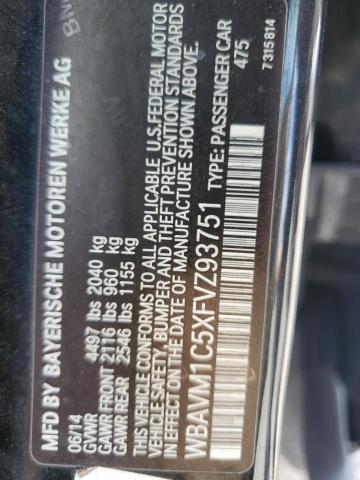 MFD BY BAYERISCHE MOTOREN WERKE AG
06/14
GVWR 4497 lbs 2040 kg
GAWR FRONT 2116 lbs 960 kg
GAWR REAR 2546 lbs 1155 kg
THIS VEHICLE CONFORMS TO ALL APPLICABLE U.S. FEDERAL MOTOR
VEHICLE SAFETY, BUMPER AND THEFT PREVENTION STANDARDS
IN EFFECT ON THE DATE OF MANUFACTURE SHOWN ABOVE.
WBAVM1C5XFVZ93751 TYPE: PASSENGER CAR
475
7315814